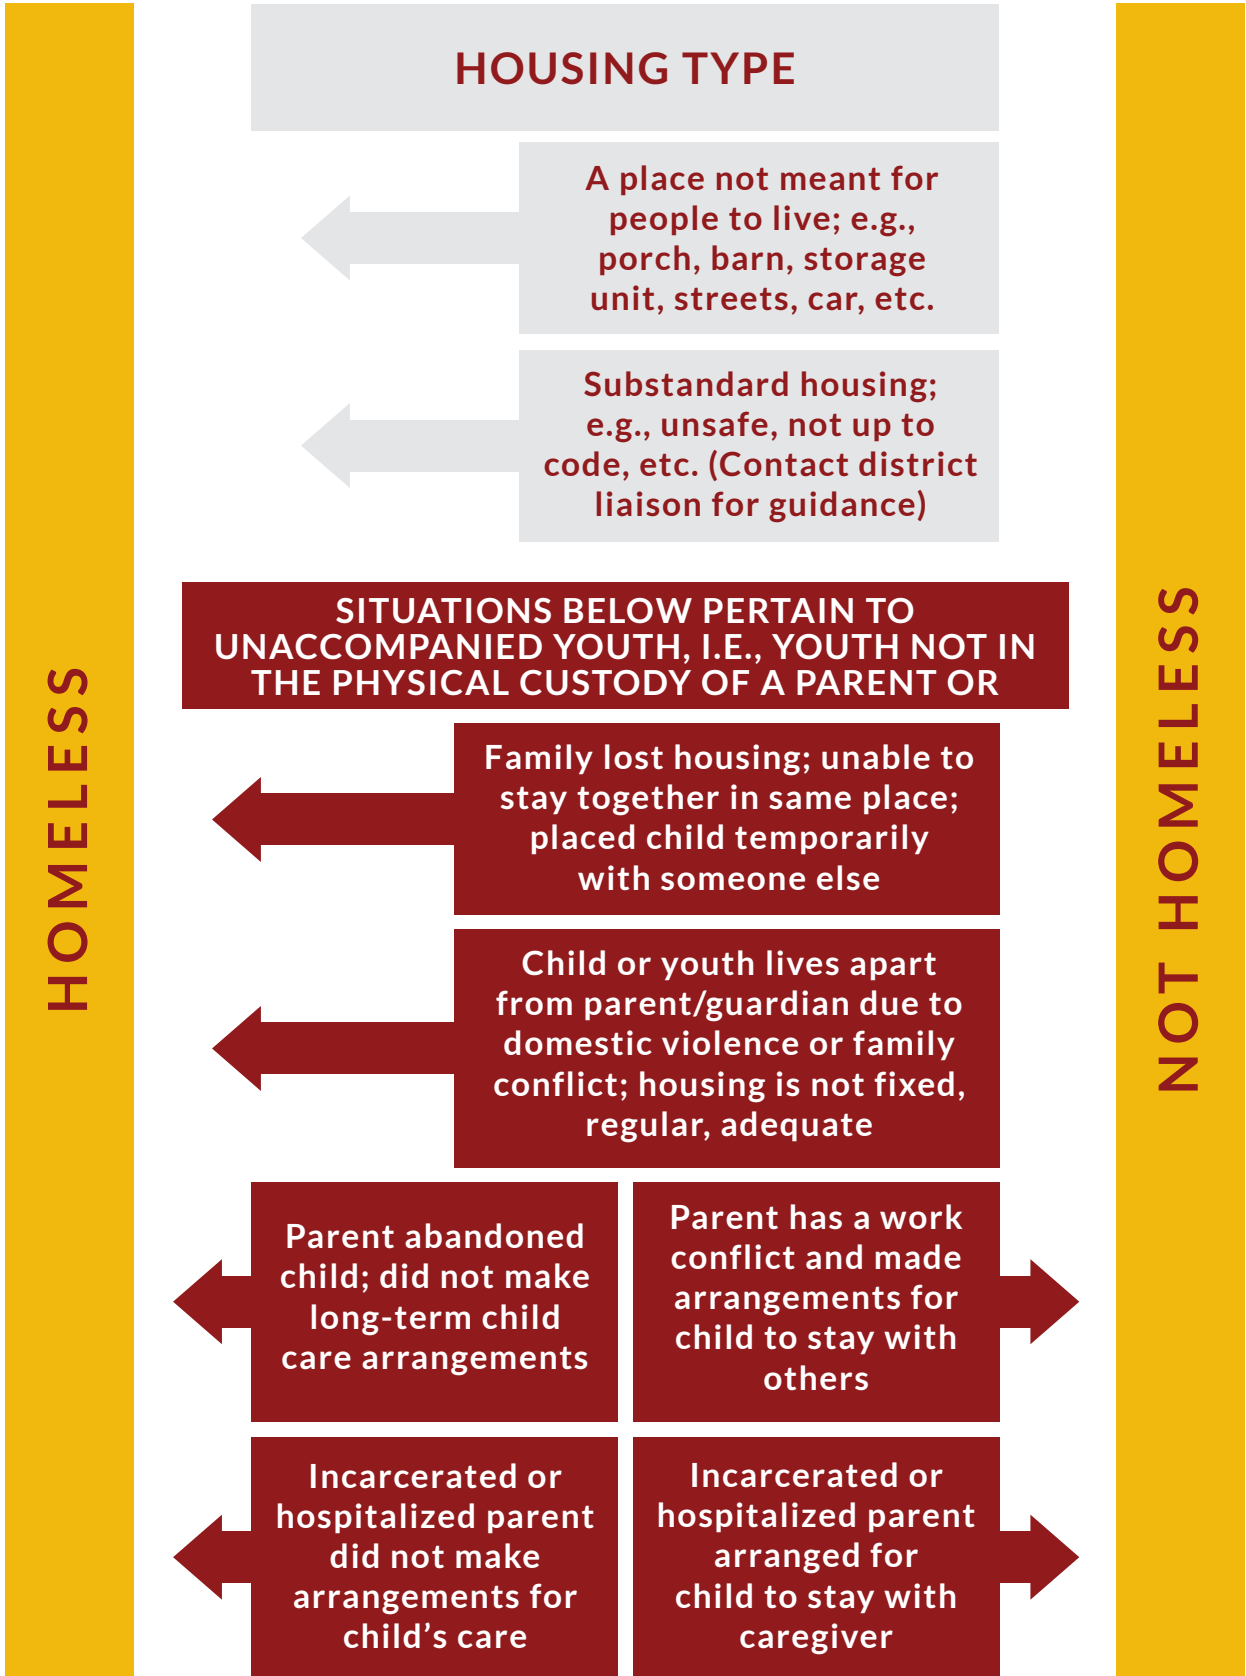 HOUSING TYPE
A place not meant for
people to live; e.g.,
porch, barn, storage
unit, streets, car, etc.
Substandard housing;
e.g., unsafe, not up to
code, etc. (Contact district
liaison for guidance)
SITUATIONS BELOW PERTAIN TO
UNACCOMPANIED YOUTH, I.E., YOUTH NOT IN
THE PHYSICAL CUSTODY OF A PARENT OR
HOMELESS
NOT HOMELESS
Family lost housing; unable to
stay together in same place;
placed child temporarily
with someone else
Child or youth lives apart
from parent/guardian due to
domestic violence or family
conflict; housing is not fixed,
regular, adequate
Parent abandoned
child; did not make
long-term child
care arrangements
Parent has a work
conflict and made
arrangements for
child to stay with
others
Incarcerated or
hospitalized parent
did not make
arrangements for
child’s care
Incarcerated or
hospitalized parent
arranged for
child to stay with
caregiver